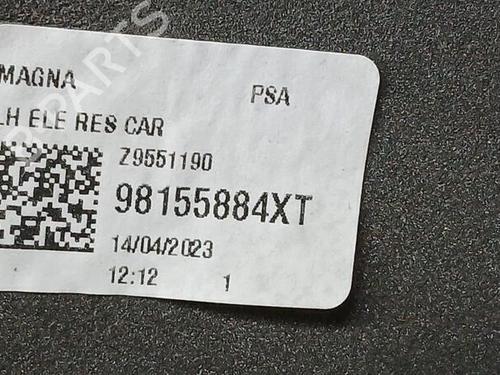 MAGNA
PSA
LH ELE RES CAR
Z9551190
98155884XT
14/04/2023
12:12 1